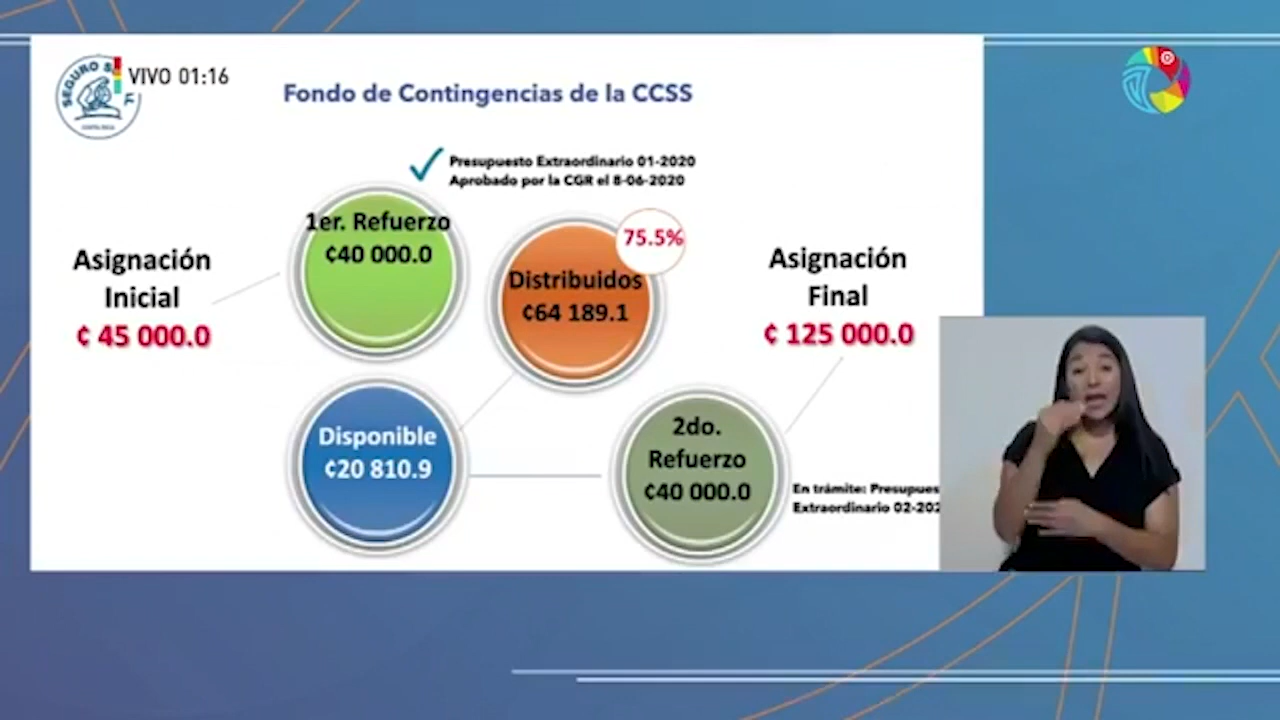 SEGURO S
COSTA RICA
VIVO 01:16
Fondo de Contingencias de la CCSS
Presupuesto Extraordinario 01-2020
Aprobado por la CGR el 8-06-2020
1er. Refuerzo
¢40 000.0
75.5%
Distribuidos
¢64 189.1
Asignación
Inicial
¢ 45 000.0
Asignación
Final
¢ 125 000.0
Disponible
¢20 810.9
2do.
Refuerzo
¢40 000.0
En trámite: Presupues
Extraordinario 02-202